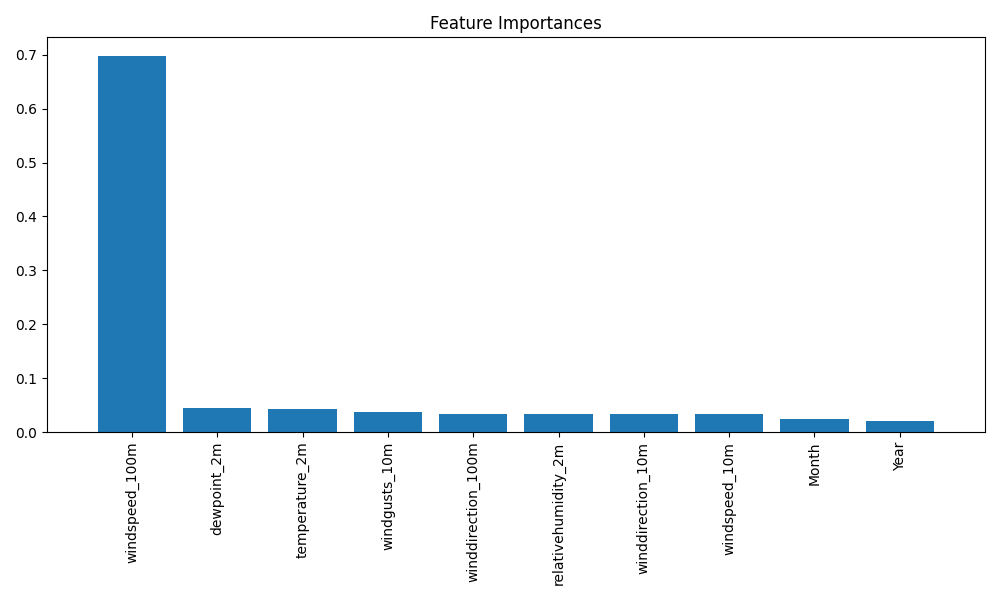 Feature Importances
0.7
0.6
0.5
0.4
0.3
0.2
0.1
0.0
windspeed_100m
dewpoint_2m
temperature_2m
windgusts_10m
winddirection_100m
relativehumidity_2m
winddirection_10m
windspeed_10m
Month
Year